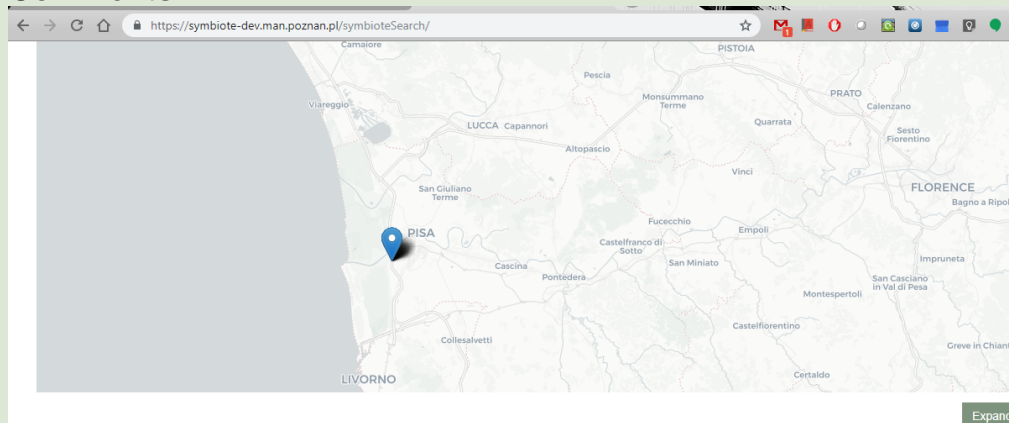 https://symbiote-dev.man.poznan.pl/symbioteSearch/
1
Camaiore
PISTOIA
Pescia
Monsummano
Terme
PRATO
Calenzano
Viareggio
Quarrata
LUCCA Capannori
Sesto
Fiorentino
Altopascio
Vinci
San Giuliano
Terme
FLORENCE
Bagno a Ripol
Fucecchio
Empoli
PISA
Castelfranco di
Sotto
San Miniato
Impruneta
Cascina
Pontedera
San Casciano
in Val di Pesa
Montespertoli
Castelfiorentino
Collesalvetti
Greve in Chiant
LIVORNO
Certaldo
Expand